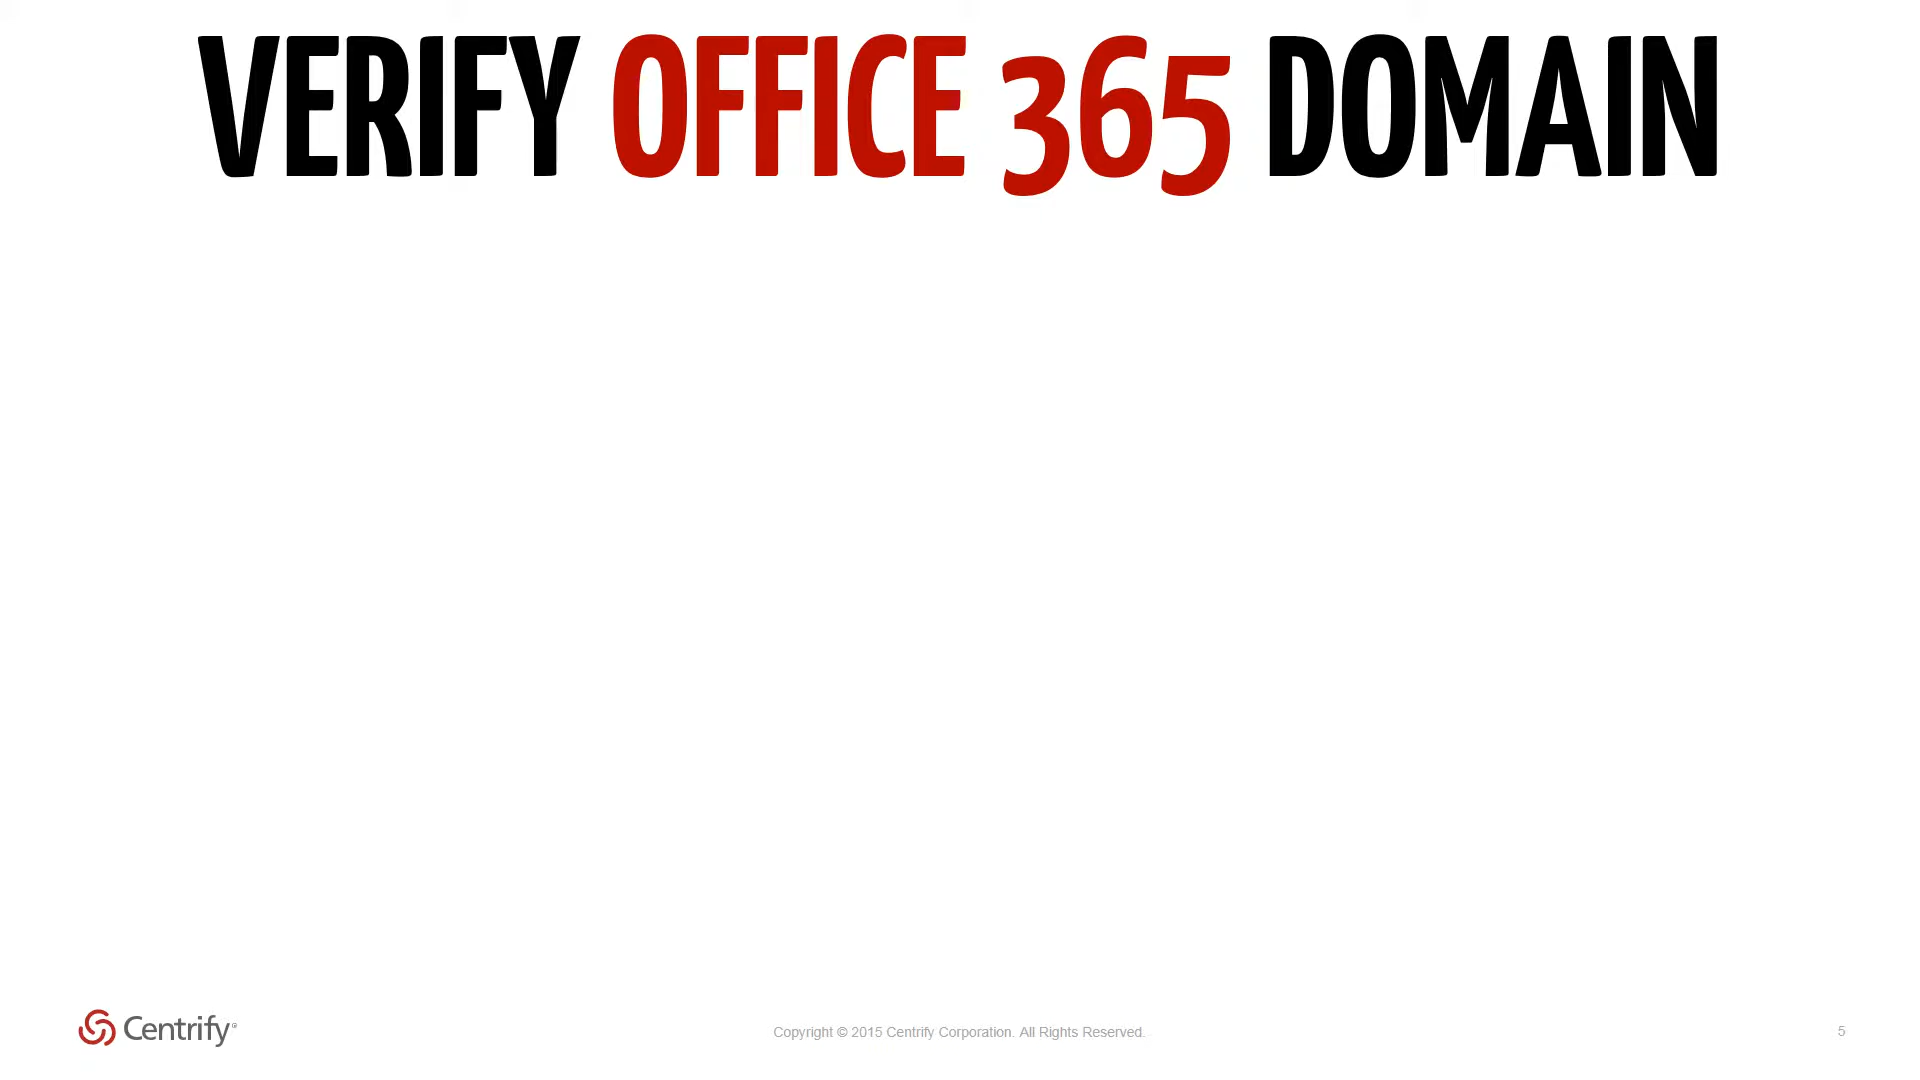 VERIFY OFFICE 365 DOMAIN
Centrify®
Copyright © 2015 Centrify Corporation. All Rights Reserved.
5